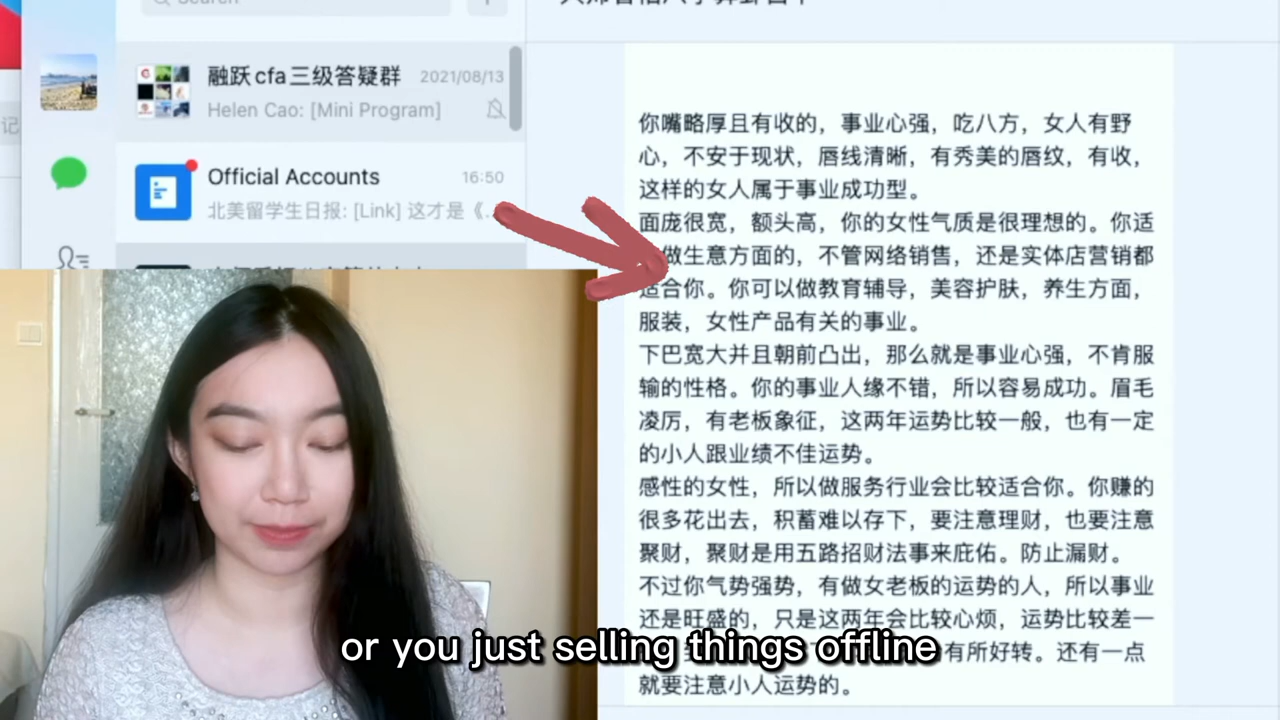 Search
融跃cfa三级答疑群 2021/08/13
Helen Cao: [Mini Program]
记
Official Accounts 16:50
北美留学生日报: [Link] 这才是《...
你嘴略厚且有收的，事业心强，吃八方，女人有野
心，不安于现状，唇线清晰，有秀美的唇纹，有收，
这样的女人属于事业成功型。
面庞很宽，额头高，你的女性气质是很理想的。你适
做生意方面的，不管网络销售，还是实体店营销都
适合你。你可以做教育辅导，美容护肤，养生方面，
服装，女性产品有关的事业。
下巴宽大并且朝前凸出，那么就是事业心强，不肯服
输的性格。你的事业人缘不错，所以容易成功。眉毛
凌厉，有老板象征，这两年运势比较一般，也有一定
的小人跟业绩不佳运势。
感性的女性，所以做服务行业会比较适合你。你赚的
很多花出去，积蓄难以存下，要注意理财，也要注意
聚财，聚财是用五路招财法事来庇佑。防止漏财。
不过你气势强势，有做女老板的运势的人，所以事业
还是旺盛的，只是这两年会比较心烦，运势比较差一
有所好转。还有一点
就要注意小人运势的。
or you just selling things offline